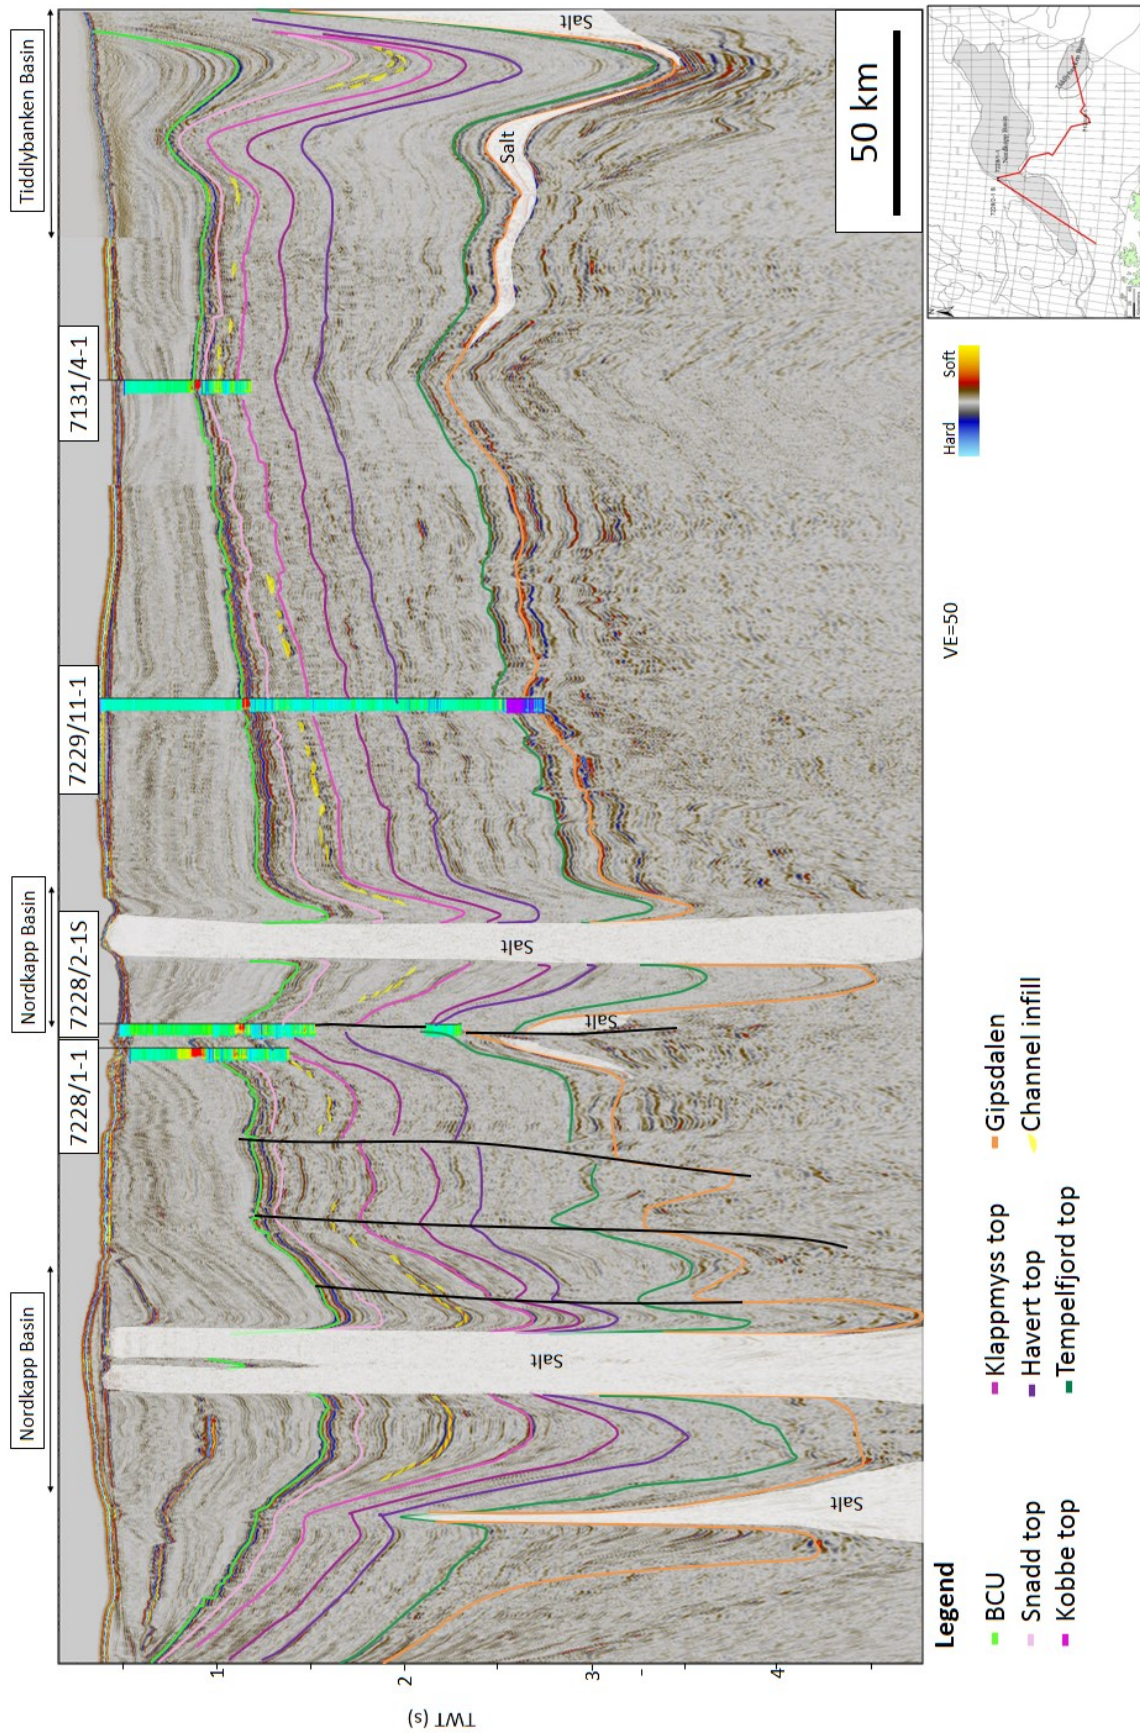 Nordkapp Basin
Nordkapp Basin
Tiddlybanken Basin
7228/1-1
7228/2-1S
7229/11-1
7131/4-1
Salt
Salt
Salt
Salt
Salt
Salt
TWT (s)
1
2
3
4
50 km
Legend
BCU
Snadd top
Kobbe top
Klappmyss top
Havert top
Tempelfjord top
Gipsdalen
Channel infill
VE=50
Hard
Soft
N